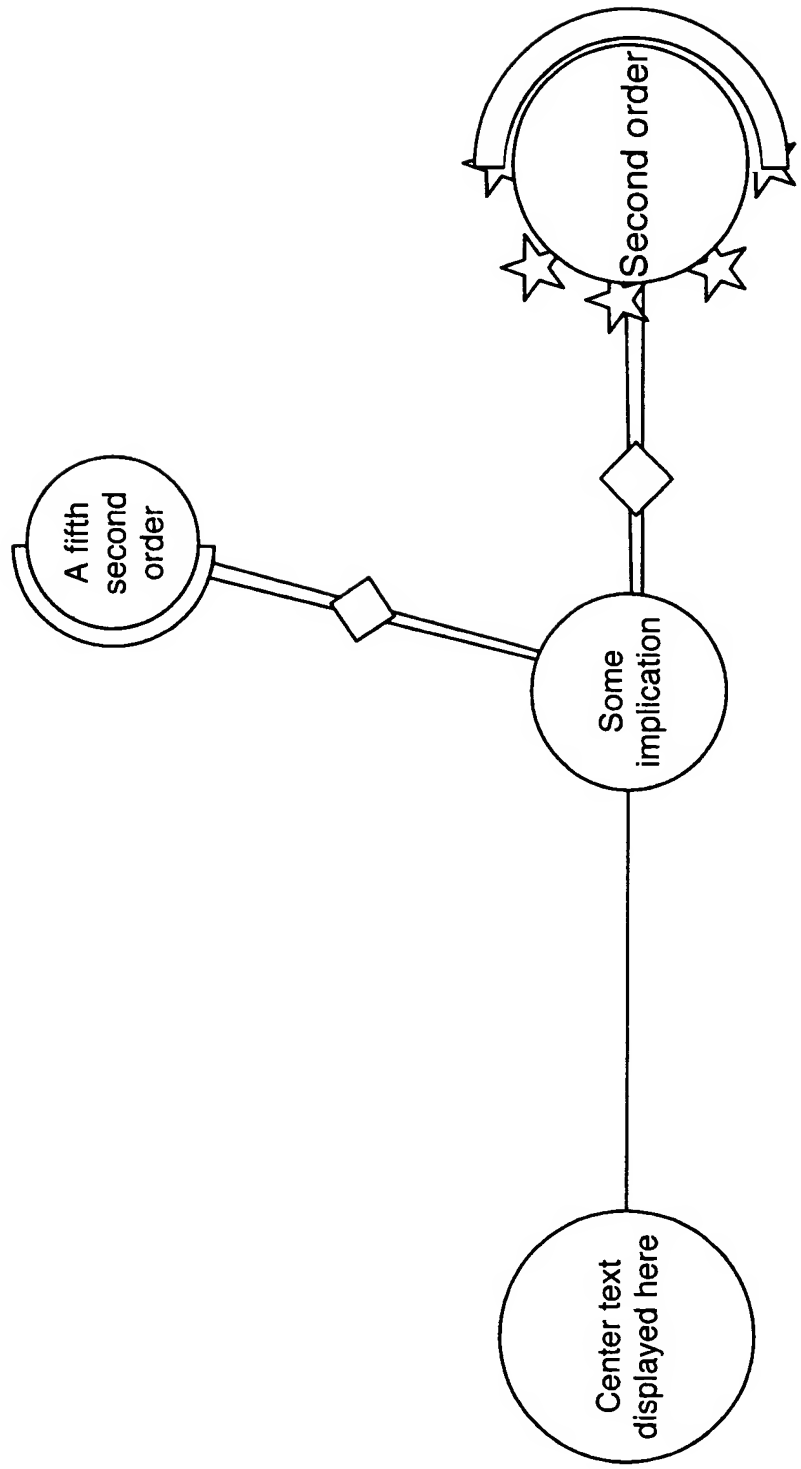 A fifth
second
order
Center text
displayed here
Some
implication
Second order